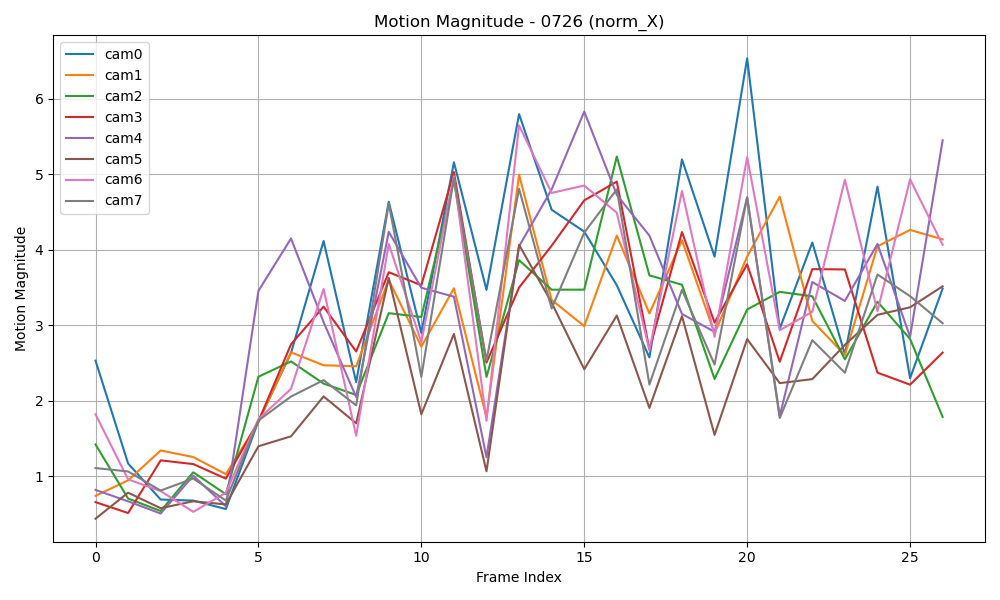 Motion Magnitude - 0726 (norm_X)
cam0
cam1
cam2
cam3
cam4
cam5
cam6
cam7
Motion Magnitude
6
5
4
3
2
1
0 5 10 15 20 25
Frame Index